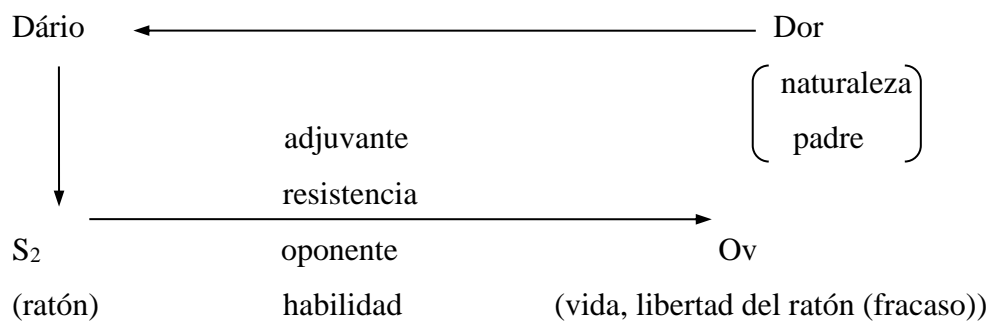 Dário Dor
naturaleza
adjuvante padre
resistencia
S₂ oponente Ov
(ratón) habilidad (vida, libertad del ratón (fracaso))